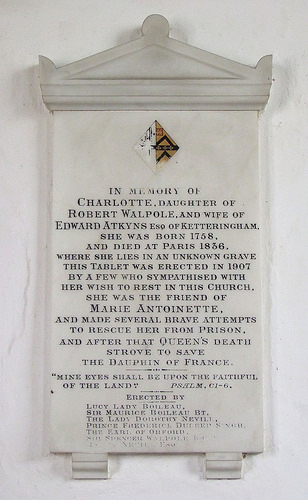 IN MEMORY OF
CHARLOTTE, DAUGHTER OF
ROBERT WALPOLE, AND WIFE OF
EDWARD ATKYNS ESQ OF KETTERINGHAM.
SHE WAS BORN 1758,
AND DIED AT PARIS 1836,
WHERE SHE LIES IN AN UNKNOWN GRAVE
THIS TABLET WAS ERECTED IN 1907
BY A FEW WHO SYMPATHISED WITH
HER WISH TO REST IN THIS CHURCH.
SHE WAS THE FRIEND OF
MARIE ANTOINETTE,
AND MADE SEVERAL BRAVE ATTEMPTS
TO RESCUE HER FROM PRISON,
AND AFTER THAT QUEEN'S DEATH
STROVE TO SAVE
THE DAUPHIN OF FRANCE.
"MINE EYES SHALL BE UPON THE FAITHFUL
OF THE LAND" PSALM, CI-6.
ERECTED BY
LUCY LADY BOILEAU,
SIR MAURICE BOILEAU BT,
THE LADY DOROTHY NEVILL,
PRINCE FREDERICK DULEEP SINGH,
THE EARL OF ORFORD,
SIR SPENCER WALPOLE
NEVILL ESQ